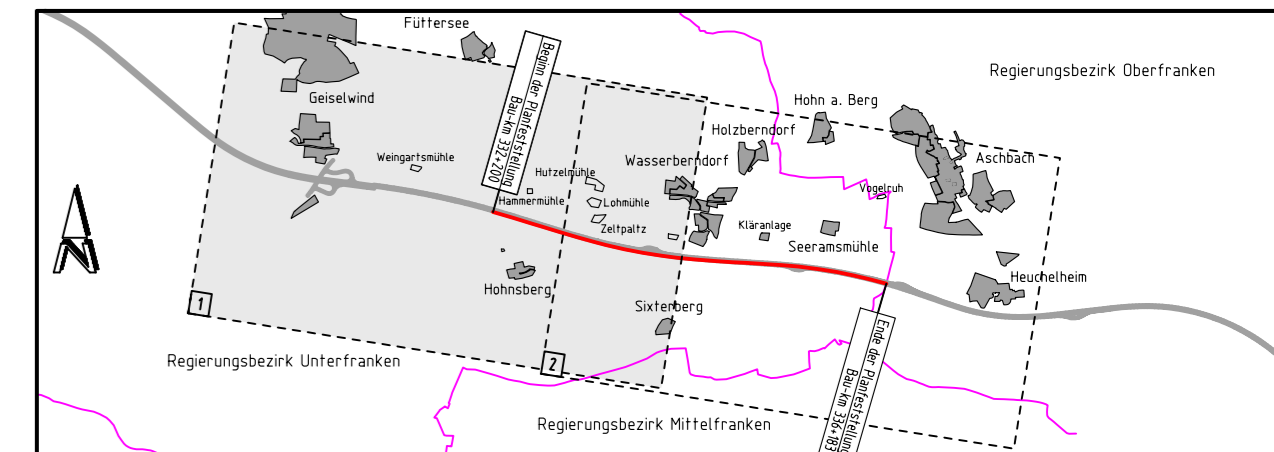 Füttersee
Regierungsbezirk Oberfranken
Geiselwind
Beginn der Planfeststellung
Bau-km 332+200
Hohn a. Berg
Holzberndorf
Aschbach
Weingartsmühle
Hutzelmühle
Wasserberndorf
Vogelruh
Hammermühle
Lohmühle
Zeltpaltz
Kläranlage
Seeramsmühle
N
Hohnsberg
Heuchelheim
1
Sixtenberg
Ende der Planfeststellung
Bau-km 336+183
Regierungsbezirk Unterfranken
2
Regierungsbezirk Mittelfranken